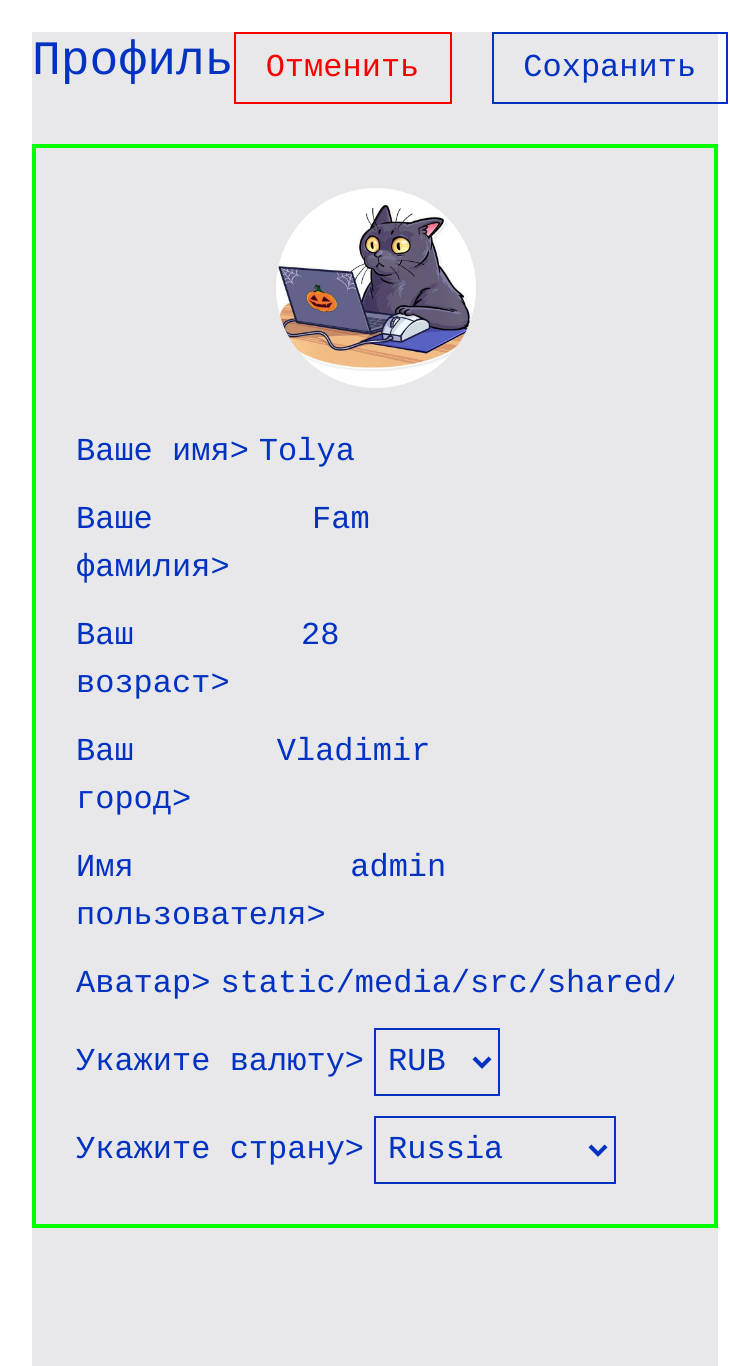 Профиль Отменить Сохранить
Ваше имя> Tolya
Ваше Fam
фамилия>
Ваш 28
возраст>
Ваш Vladimir
город>
Имя admin
пользователя>
Аватар> static/media/src/shared/
Укажите валюту> RUB
Укажите страну> Russia